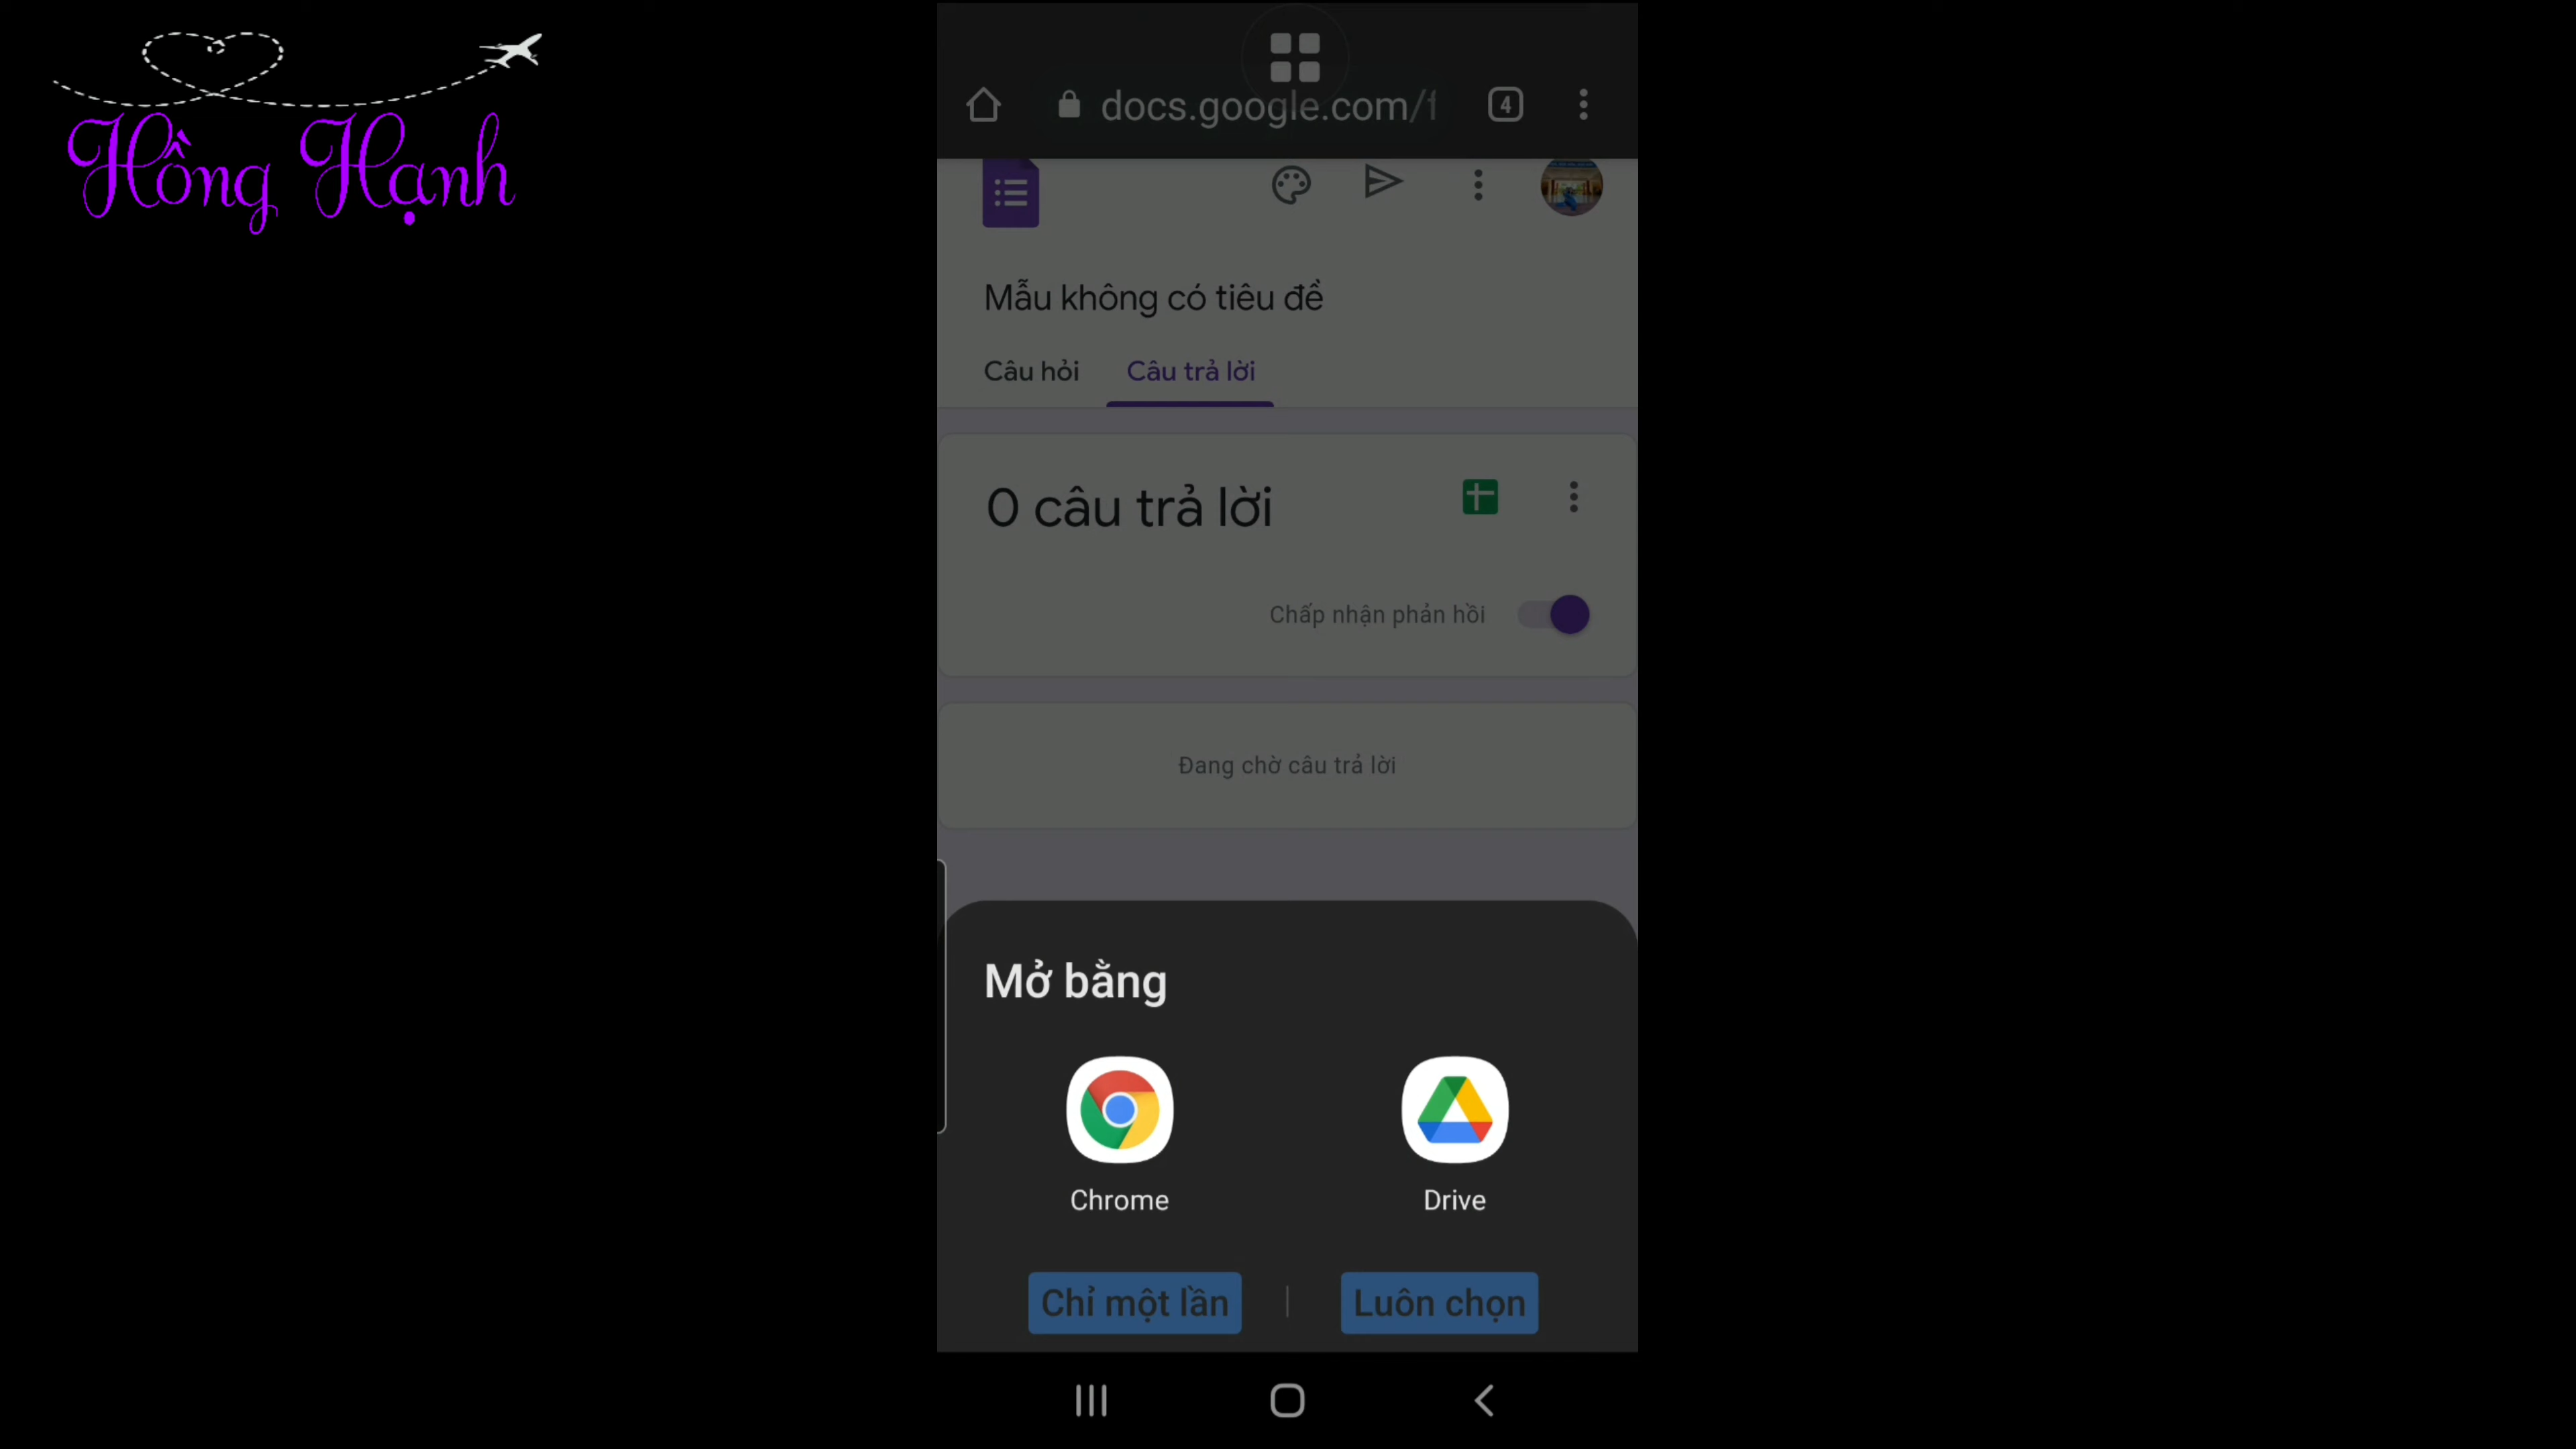 Hồng Hạnh
docs.google.com/f
4
Mẫu không có tiêu đề
Câu hỏi Câu trả lời
0 câu trả lời
Chấp nhận phản hồi
Đang chờ câu trả lời
Mở bằng
Chrome Drive
Chỉ một lần Luôn chọn